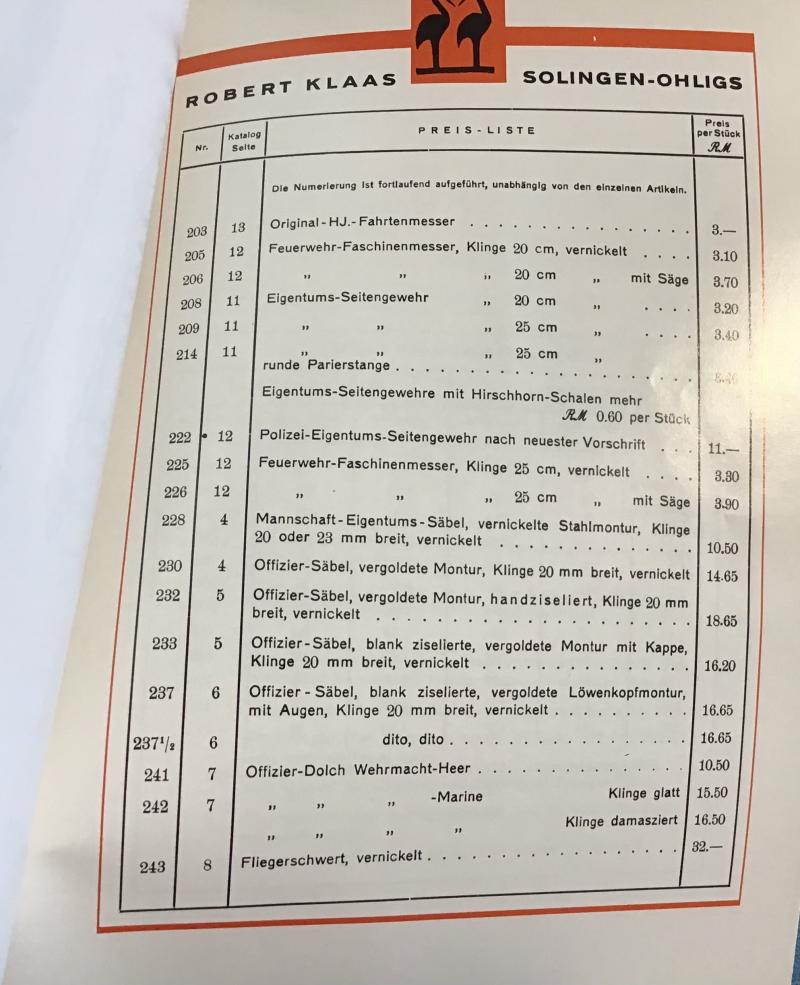 ROBERT KLAAS SOLINGEN-OHLIGS
Nr. Katalog Seite PREIS-LISTE Preis per Stück RM
Die Numerierung ist fortlaufend aufgeführt, unabhängig von den einzelnen Artikeln.
203 13 Original-HJ.-Fahrtenmesser . . . . . . . . . . . . . . . . 3.—
205 12 Feuerwehr-Faschinenmesser, Klinge 20 cm, vernickelt . . . . 3.10
206 12 „ „ „ 20 cm „ mit Säge 3.70
208 11 Eigentums-Seitengewehr „ 20 cm „ . . . . 3.20
209 11 „ „ „ 25 cm „ . . . . 3.40
214 11 „ „ „ 25 cm „
runde Parierstange . . . . . . . . . . . . . . . . . . . .
Eigentums-Seitengewehre mit Hirschhorn-Schalen mehr
RM 0.60 per Stück
222 • 12 Polizei-Eigentums-Seitengewehr nach neuester Vorschrift . . . 11.—
225 12 Feuerwehr-Faschinenmesser, Klinge 25 cm, vernickelt . . . . 3.30
226 12 „ „ „ 25 cm „ mit Säge 3.90
228 4 Mannschaft-Eigentums-Säbel, vernickelte Stahlmontur, Klinge
20 oder 23 mm breit, vernickelt . . . . . . . . . . . . . . 10.50
230 4 Offizier-Säbel, vergoldete Montur, Klinge 20 mm breit, vernickelt 14.65
232 5 Offizier-Säbel, vergoldete Montur, handziseliert, Klinge 20 mm
breit, vernickelt . . . . . . . . . . . . . . . . . . . . . . 18.65
233 5 Offizier-Säbel, blank ziselierte, vergoldete Montur mit Kappe,
Klinge 20 mm breit, vernickelt . . . . . . . . . . . . . . . 16.20
237 6 Offizier-Säbel, blank ziselierte, vergoldete Löwenkopfmontur,
mit Augen, Klinge 20 mm breit, vernickelt . . . . . . . . . . 16.65
237½ 6 dito, dito . . . . . . . . . . . . . . . . . 16.65
241 7 Offizier-Dolch Wehrmacht-Heer . . . . . . . . . . . . . . . 10.50
242 7 „ „ „ -Marine Klinge glatt 15.50
„ „ „ „ Klinge damasziert 16.50
243 8 Fliegerschwert, vernickelt . . . . . . . . . . . . . . . . . . 32.—